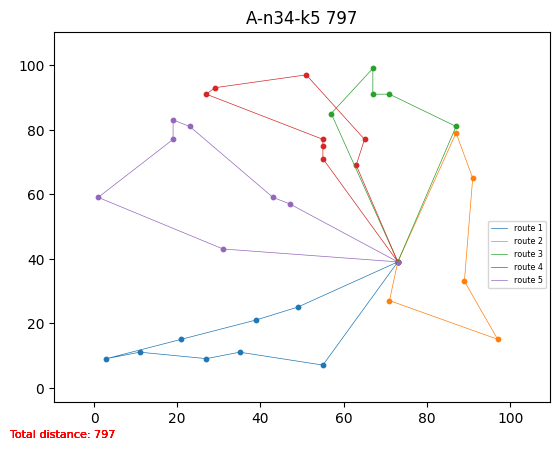 A-n34-k5 797
100
80
60
40
20
0
route 1
route 2
route 3
route 4
route 5
0 20 40 60 80 100
Total distance: 797